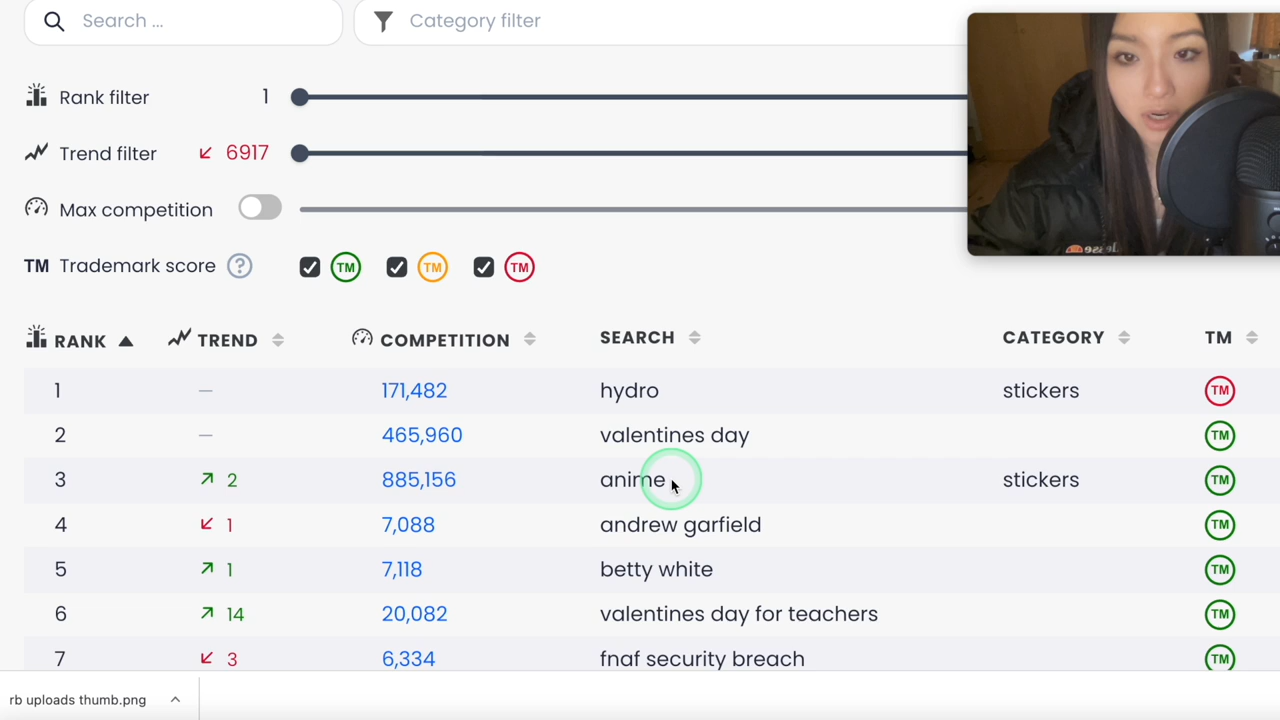 Search ... Category filter
Rank filter 1
Trend filter 6917
Max competition
TM Trademark score ? TM TM TM
RANK TREND COMPETITION SEARCH CATEGORY TM
1 – 171,482 hydro stickers TM
2 – 465,960 valentines day TM
3 2 885,156 anime stickers TM
4 1 7,088 andrew garfield TM
5 1 7,118 betty white TM
6 14 20,082 valentines day for teachers TM
7 3 6,334 fnaf security breach TM
rb uploads thumb.png